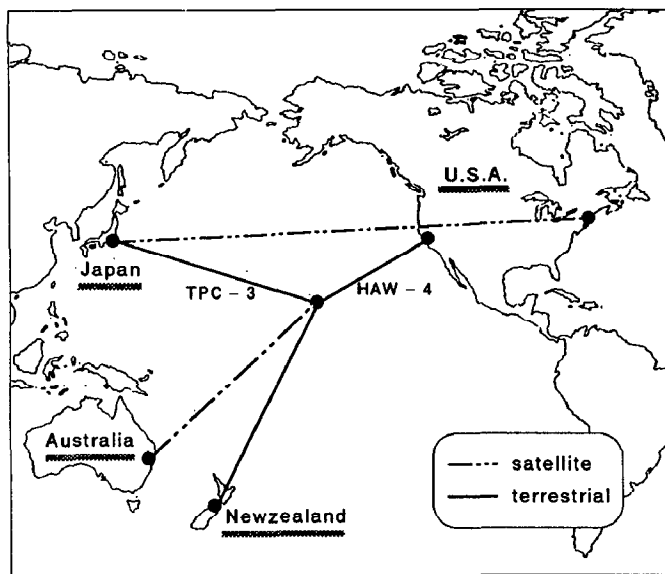 U.S.A.
Japan
TPC – 3
HAW – 4
Australia
Newzealand
satellite
terrestrial